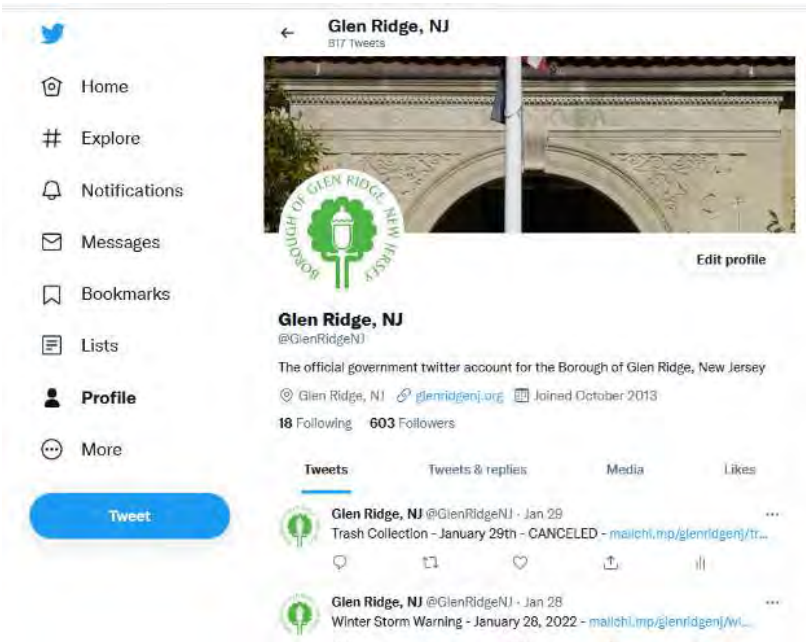 Glen Ridge, NJ
817 Tweets
Home
Explore
Notifications
Messages
Bookmarks
Lists
Profile
More
Tweet
BOROUGH OF GLEN RIDGE, NEW JERSEY
Edit profile
Glen Ridge, NJ
@GlenRidgeNJ
The official government twitter account for the Borough of Glen Ridge, New Jersey
Glen Ridge, NJ glenridgenj.org Joined October 2013
18 Following 603 Followers
Tweets Tweets & replies Media Likes
Glen Ridge, NJ @GlenRidgeNJ · Jan 29 ...
Trash Collection - January 29th - CANCELED - mailchi.mp/glenridgenj/tr...
Glen Ridge, NJ @GlenRidgeNJ · Jan 28 ...
Winter Storm Warning - January 28, 2022 - mailchi.mp/glenridgenj/wi...